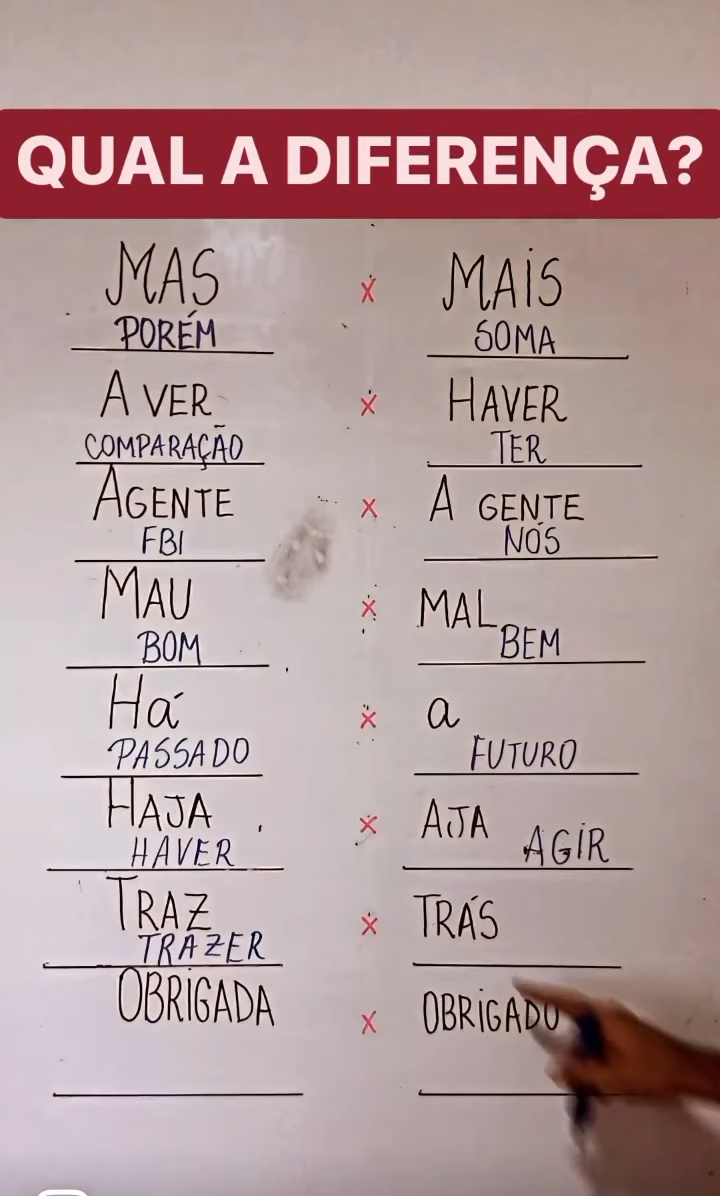 QUAL A DIFERENÇA?
MAS X MAIS
PORÉM SOMA
A VER X HAVER
COMPARAÇÃO TER
AGENTE X A GENTE
FBI NÓS
MAU X MAL
BOM BEM
Há X a
PASSADO FUTURO
HAJA X AJA
HAVER AGIR
TRAZ X TRÁS
TRAZER
OBRIGADA X OBRIGADO